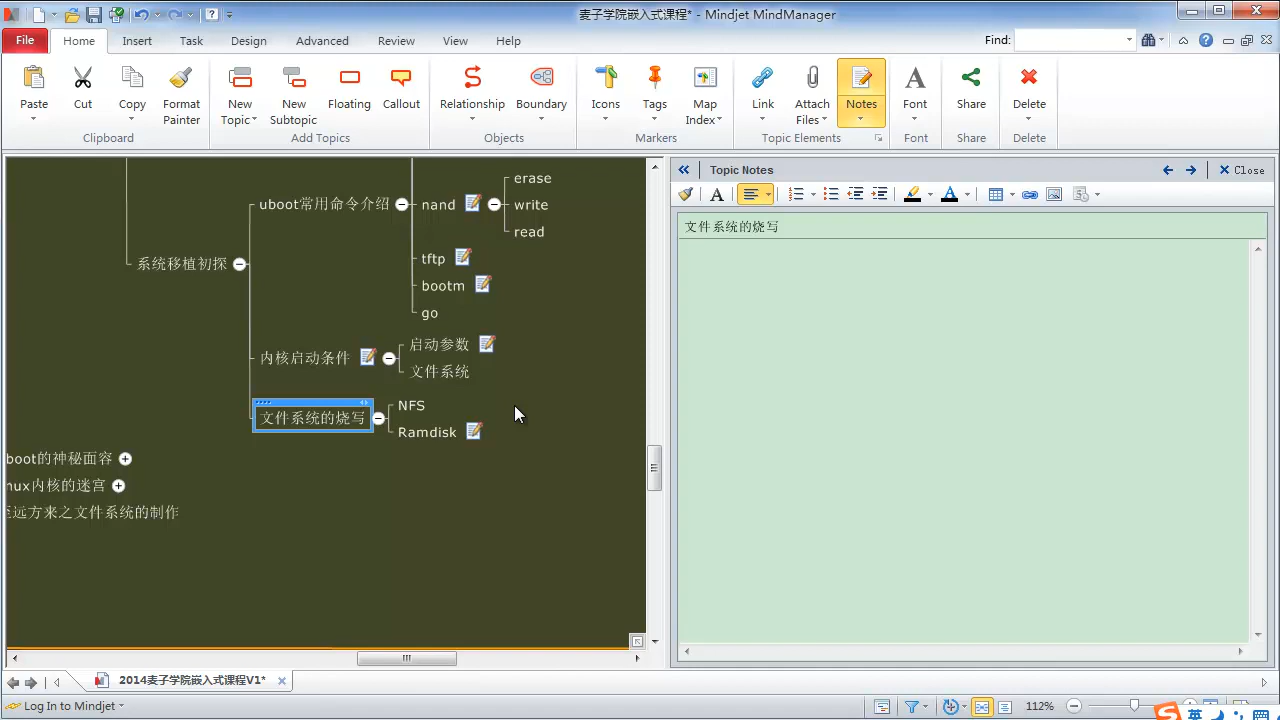 麦子学院嵌入式课程* - Mindjet MindManager
File Home Insert Task Design Advanced Review View Help Find:
Paste Cut Copy Format Painter New Topic New Subtopic Floating Callout Relationship Boundary Icons Tags Map Index Link Attach Files Notes Font Share Delete
Clipboard Add Topics Objects Markers Topic Elements Font Share Delete
Topic Notes Close
文件系统的烧写
erase
uboot常用命令介绍 nand write
read
tftp
系统移植初探
bootm
go
启动参数
内核启动条件
文件系统
NFS
文件系统的烧写
Ramdisk
boot的神秘面容
nux内核的迷宫
远方来之文件系统的制作
2014麦子学院嵌入式课程V1*
Log In to Mindjet 112%
英